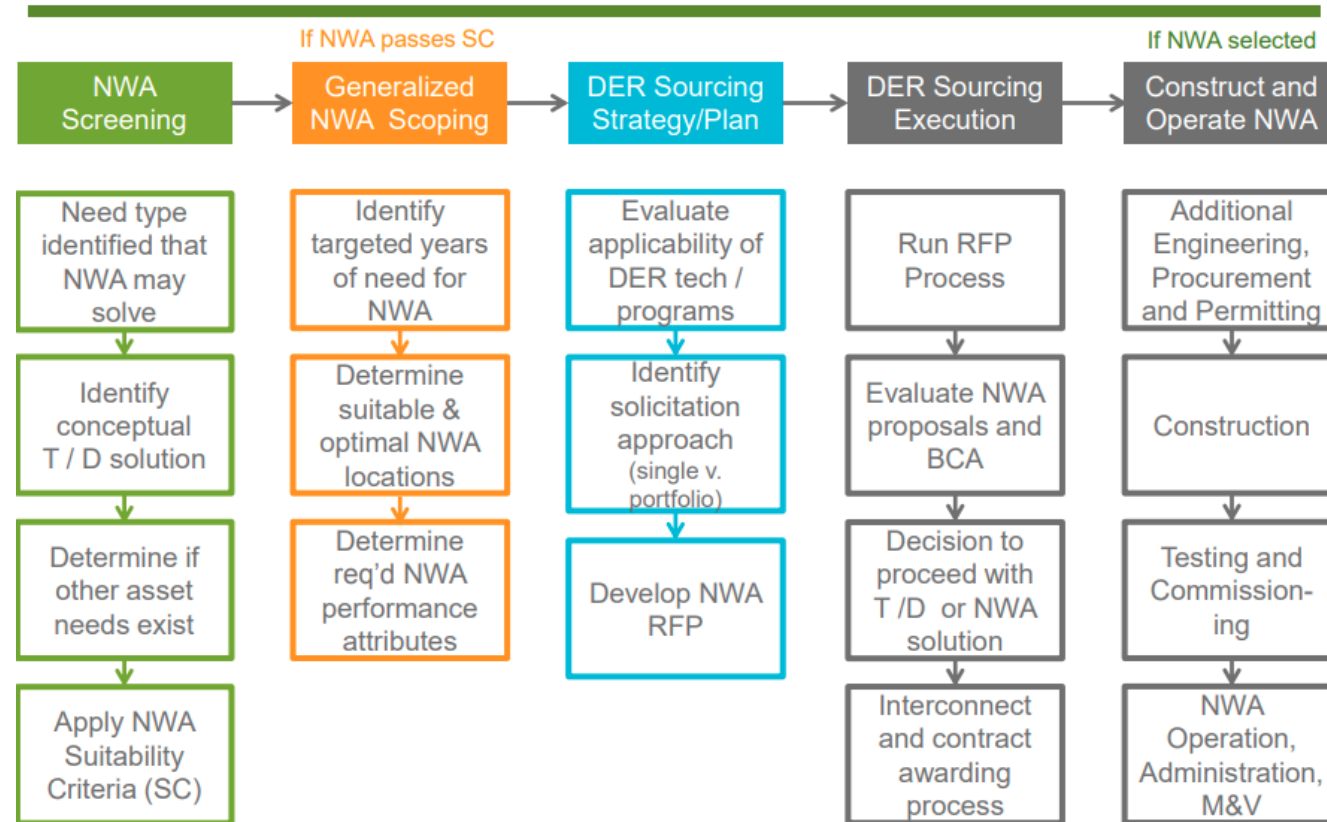 If NWA passes SC
If NWA selected
NWA
Screening
Generalized
NWA Scoping
DER Sourcing
Strategy/Plan
DER Sourcing
Execution
Construct and
Operate NWA
Need type
identified that
NWA may
solve
Identify
conceptual
T / D solution
Determine if
other asset
needs exist
Apply NWA
Suitability
Criteria (SC)
Identify
targeted years
of need for
NWA
Determine
suitable &
optimal NWA
locations
Determine
req'd NWA
performance
attributes
Evaluate
applicability of
DER tech /
programs
Identify
solicitation
approach
(single v.
portfolio)
Develop NWA
RFP
Run RFP
Process
Evaluate NWA
proposals and
BCA
Decision to
proceed with
T /D or NWA
solution
Interconnect
and contract
awarding
process
Additional
Engineering,
Procurement
and Permitting
Construction
Testing and
Commission-
ing
NWA
Operation,
Administration,
M&V